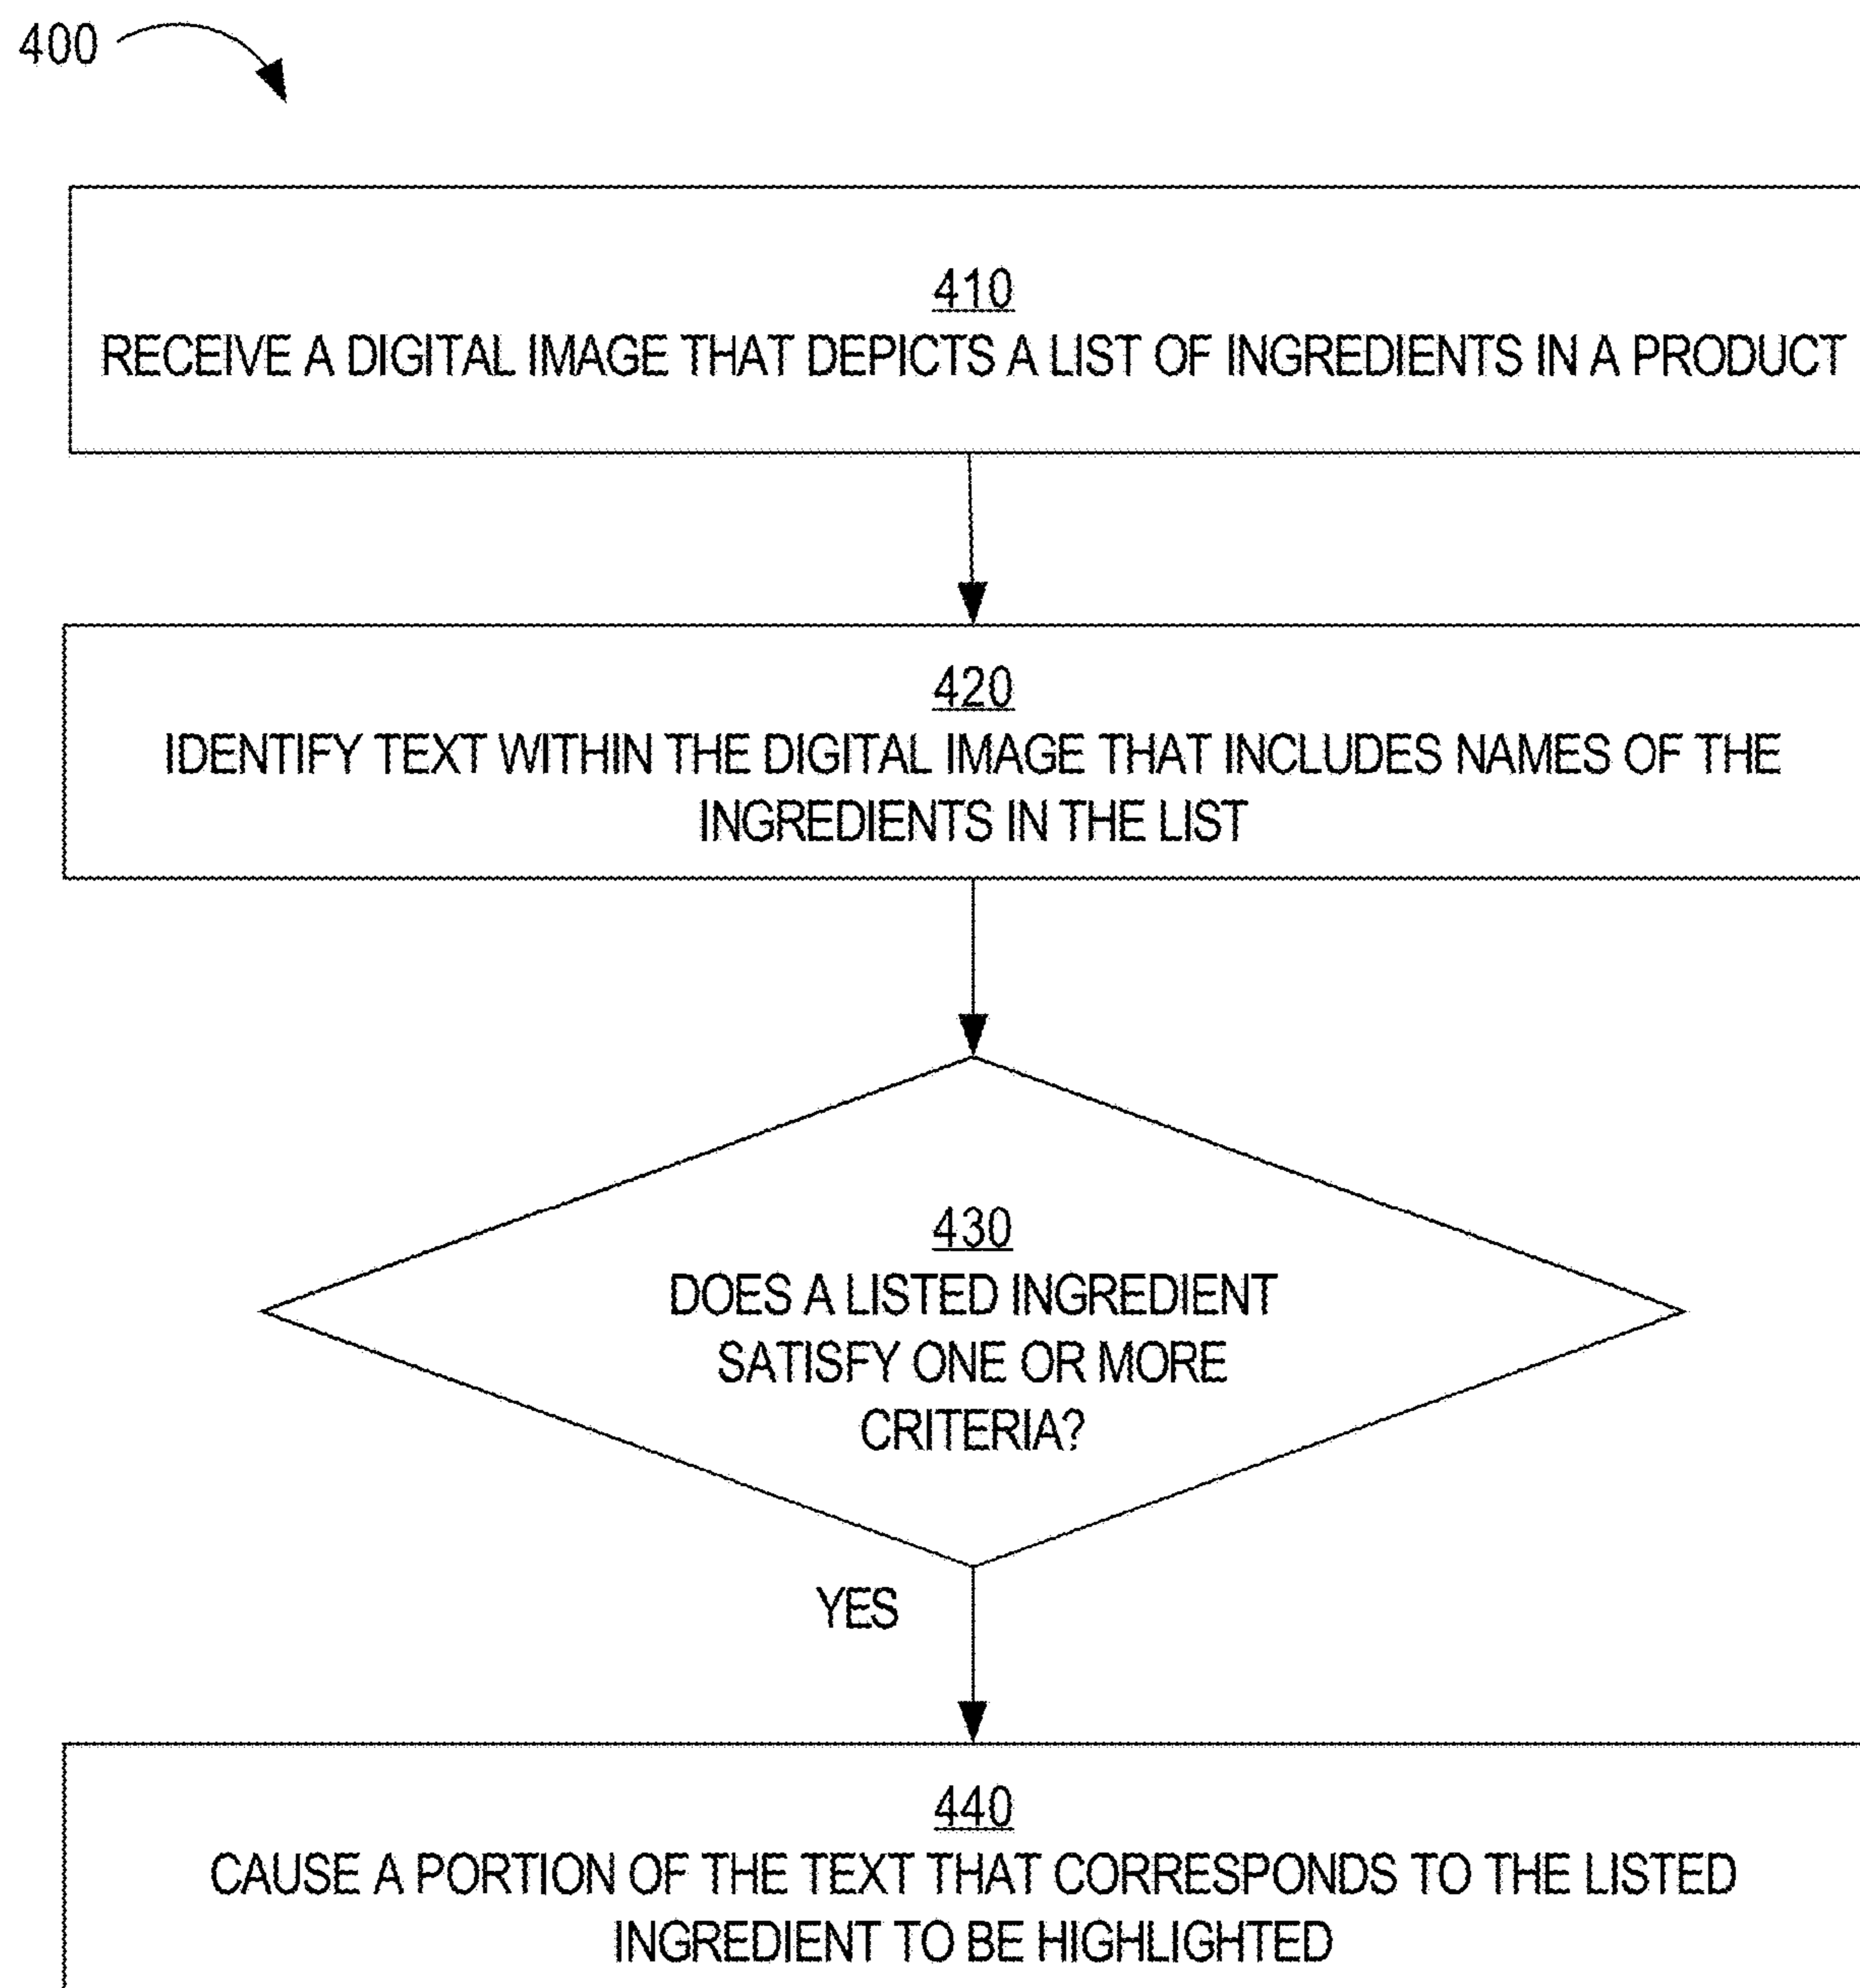 400
410
RECEIVE A DIGITAL IMAGE THAT DEPICTS A LIST OF INGREDIENTS IN A PRODUCT
420
IDENTIFY TEXT WITHIN THE DIGITAL IMAGE THAT INCLUDES NAMES OF THE
INGREDIENTS IN THE LIST
430
DOES A LISTED INGREDIENT
SATISFY ONE OR MORE
CRITERIA?
YES
440
CAUSE A PORTION OF THE TEXT THAT CORRESPONDS TO THE LISTED
INGREDIENT TO BE HIGHLIGHTED